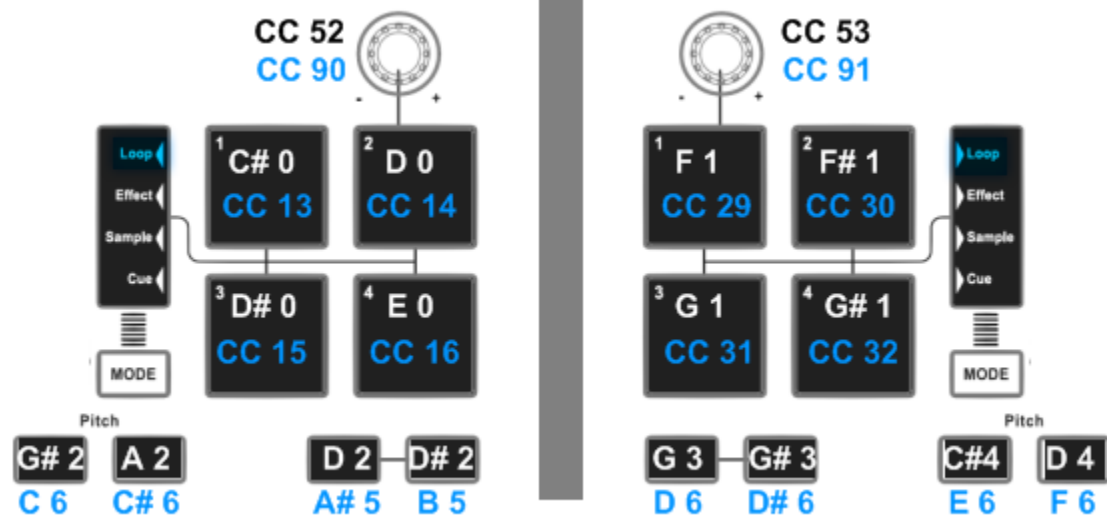 CC 52
CC 90
- +
Loop
Effect
Sample
Cue
MODE
1 C# 0
CC 13
2 D 0
CC 14
3 D# 0
CC 15
4 E 0
CC 16
Pitch
G# 2
C 6
A 2
C# 6
D 2
A# 5
D# 2
B 5
CC 53
CC 91
- +
1 F 1
CC 29
2 F# 1
CC 30
3 G 1
CC 31
4 G# 1
CC 32
Loop
Effect
Sample
Cue
MODE
Pitch
G 3
D 6
G# 3
D# 6
C#4
E 6
D 4
F 6